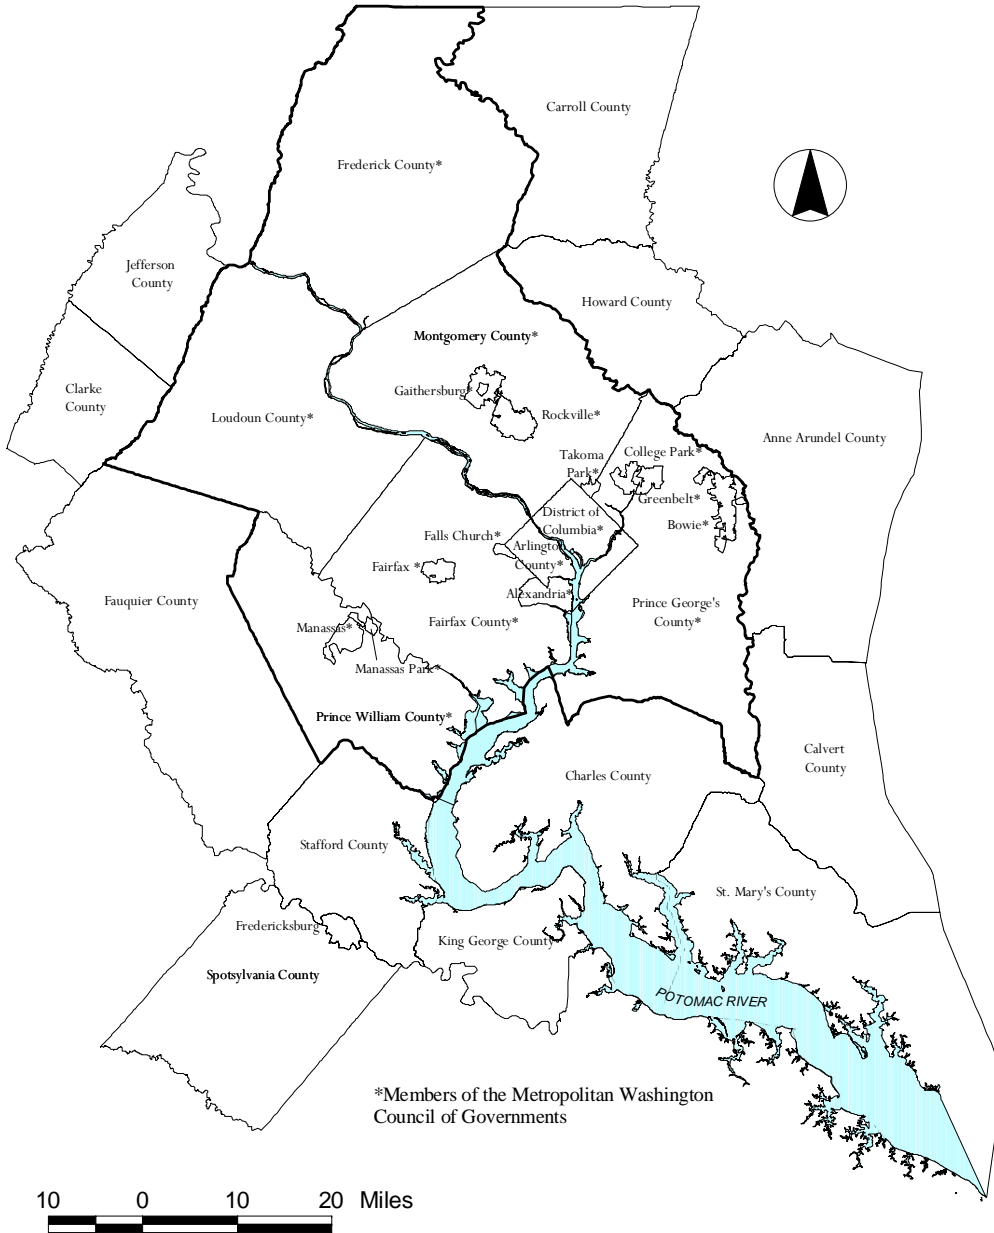 Carroll County
Frederick County*
Jefferson
County
Howard County
Montgomery County*
Clarke
County
Gaithersburg*
Loudoun County*
Rockville*
Anne Arundel County
Takoma
Park*
College Park*
Greenbelt*
District of
Columbia*
Bowie*
Falls Church*
Arlington
County*
Fairfax *
Alexandria*
Fauquier County
Prince George's
County*
Fairfax County*
Manassas*
Manassas Park*
Prince William County*
Calvert
County
Charles County
Stafford County
St. Mary's County
Fredericksburg
King George County
Spotsylvania County
POTOMAC RIVER
*Members of the Metropolitan Washington
Council of Governments
10 0 10 20 Miles